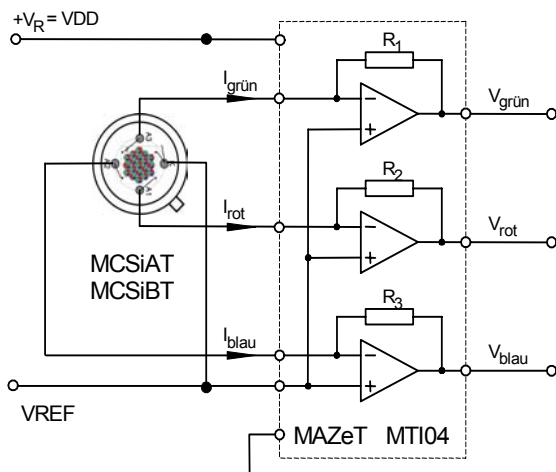 +VR = VDD
R1
Igrün
Vgrün
R2
Irot
Vrot
MCSiAT
MCSiBT
R3
Iblau
Vblau
VREF
MAZeT MTI04